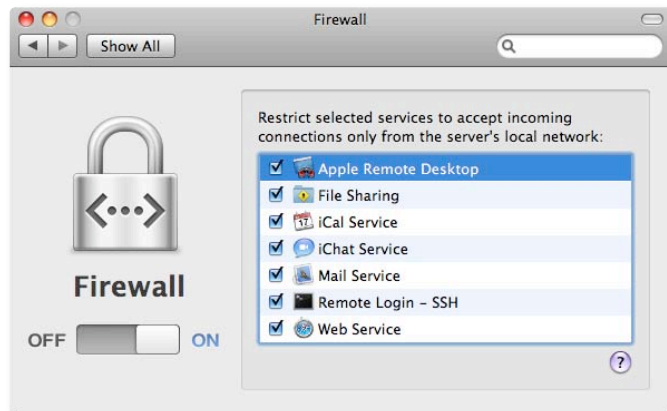 Firewall
Show All
Restrict selected services to accept incoming
connections only from the server's local network:
Apple Remote Desktop
File Sharing
17
iCal Service
iChat Service
Mail Service
Remote Login – SSH
Web Service
Firewall
OFF ON
?